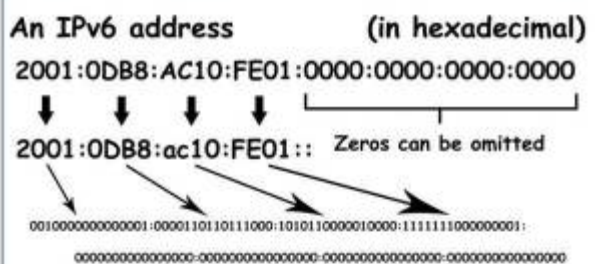 An IPv6 address (in hexadecimal)
2001:0DB8:AC10:FE01:0000:0000:0000:0000
2001:0DB8:ac10:FE01:: Zeros can be omitted
0010000000000001:0000110110111000:1010110000010000:1111111000000001:
0000000000000000:0000000000000000:0000000000000000:0000000000000000